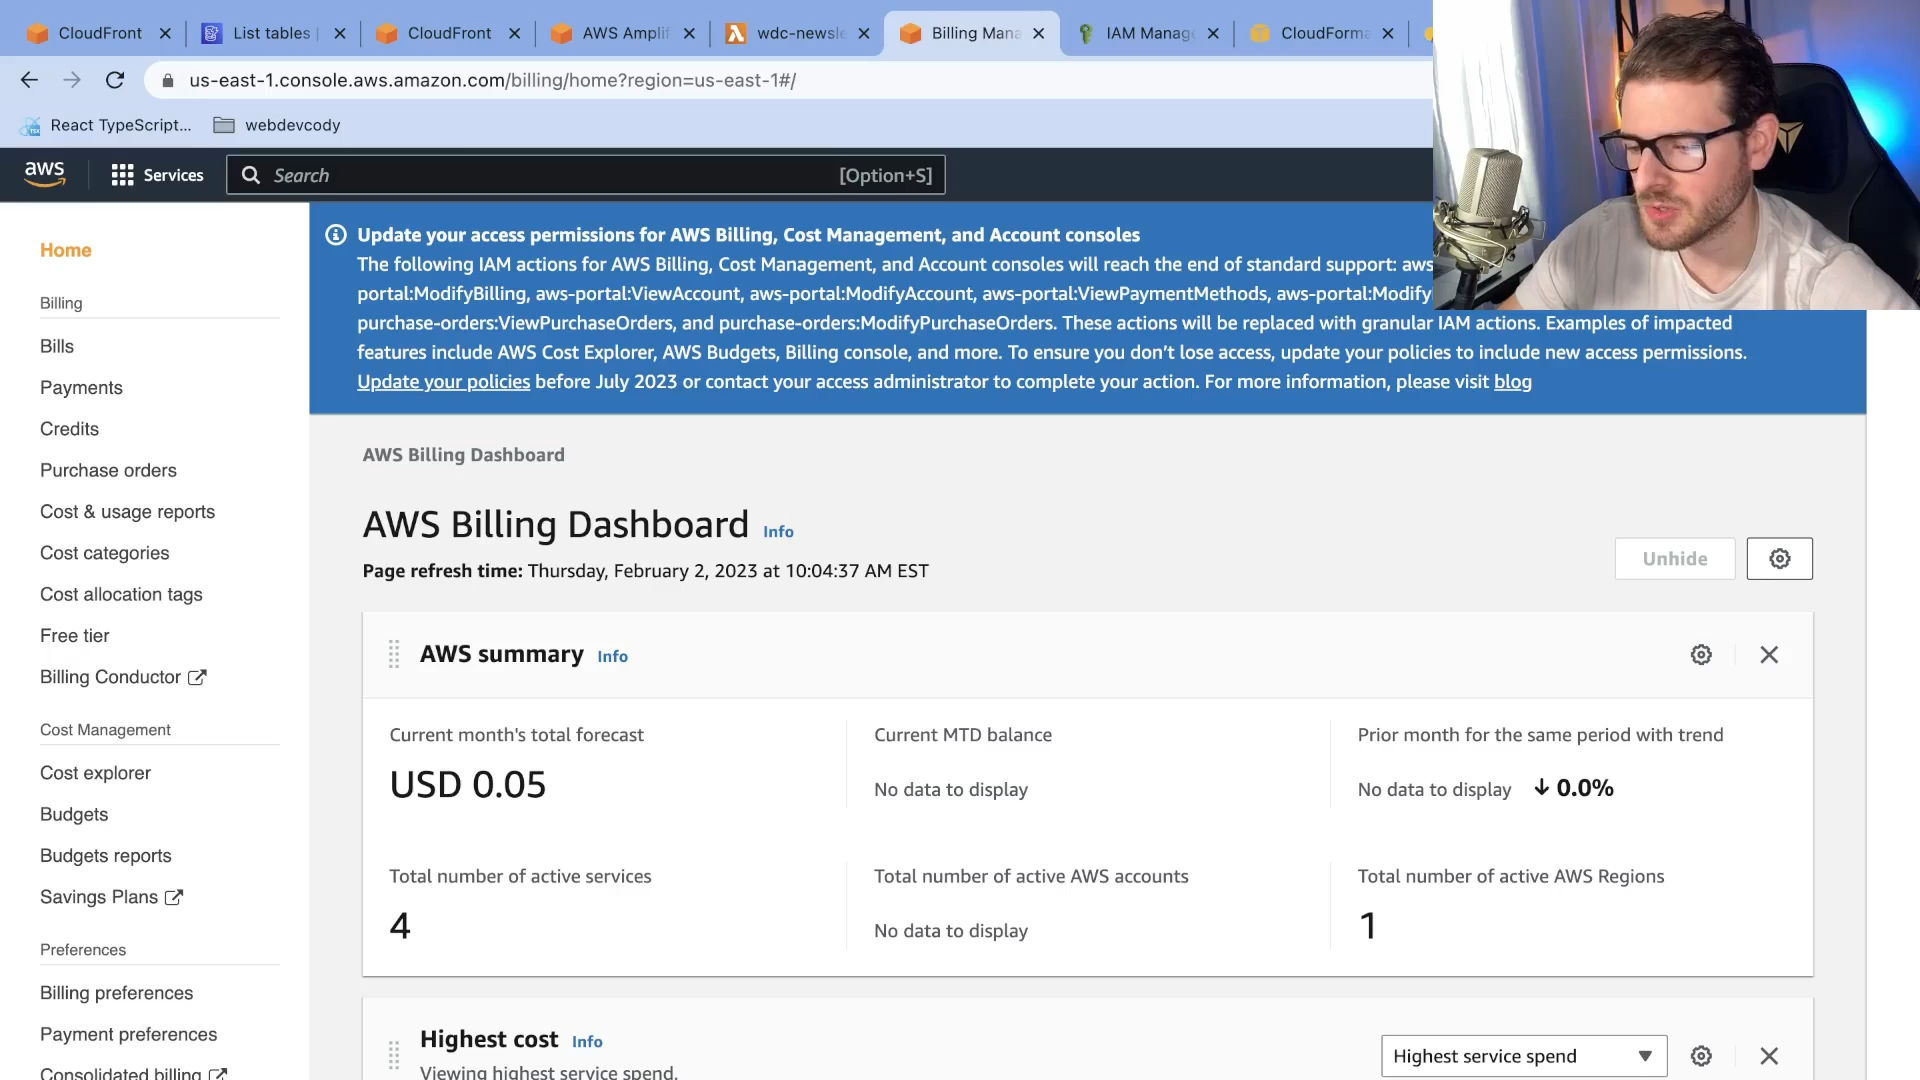 CloudFront
List tables
CloudFront
AWS Amplif
wdc-newsle
Billing Mana
IAM Manag
CloudForma
us-east-1.console.aws.amazon.com/billing/home?region=us-east-1#/
React TypeScript...
webdevcody
aws
Services
Search
[Option+S]
Home
Billing
Bills
Payments
Credits
Purchase orders
Cost & usage reports
Cost categories
Cost allocation tags
Free tier
Billing Conductor
Cost Management
Cost explorer
Budgets
Budgets reports
Savings Plans
Preferences
Billing preferences
Payment preferences
Consolidated billing
Update your access permissions for AWS Billing, Cost Management, and Account consoles
The following IAM actions for AWS Billing, Cost Management, and Account consoles will reach the end of standard support: aws
portal:ModifyBilling, aws-portal:ViewAccount, aws-portal:ModifyAccount, aws-portal:ViewPaymentMethods, aws-portal:Modify
purchase-orders:ViewPurchaseOrders, and purchase-orders:ModifyPurchaseOrders. These actions will be replaced with granular IAM actions. Examples of impacted
features include AWS Cost Explorer, AWS Budgets, Billing console, and more. To ensure you don’t lose access, update your policies to include new access permissions.
Update your policies before July 2023 or contact your access administrator to complete your action. For more information, please visit blog
AWS Billing Dashboard
AWS Billing Dashboard Info
Page refresh time: Thursday, February 2, 2023 at 10:04:37 AM EST
Unhide
AWS summary Info
Current month's total forecast
USD 0.05
Current MTD balance
No data to display
Prior month for the same period with trend
No data to display 0.0%
Total number of active services
4
Total number of active AWS accounts
No data to display
Total number of active AWS Regions
1
Highest cost Info
Viewing highest service spend.
Highest service spend